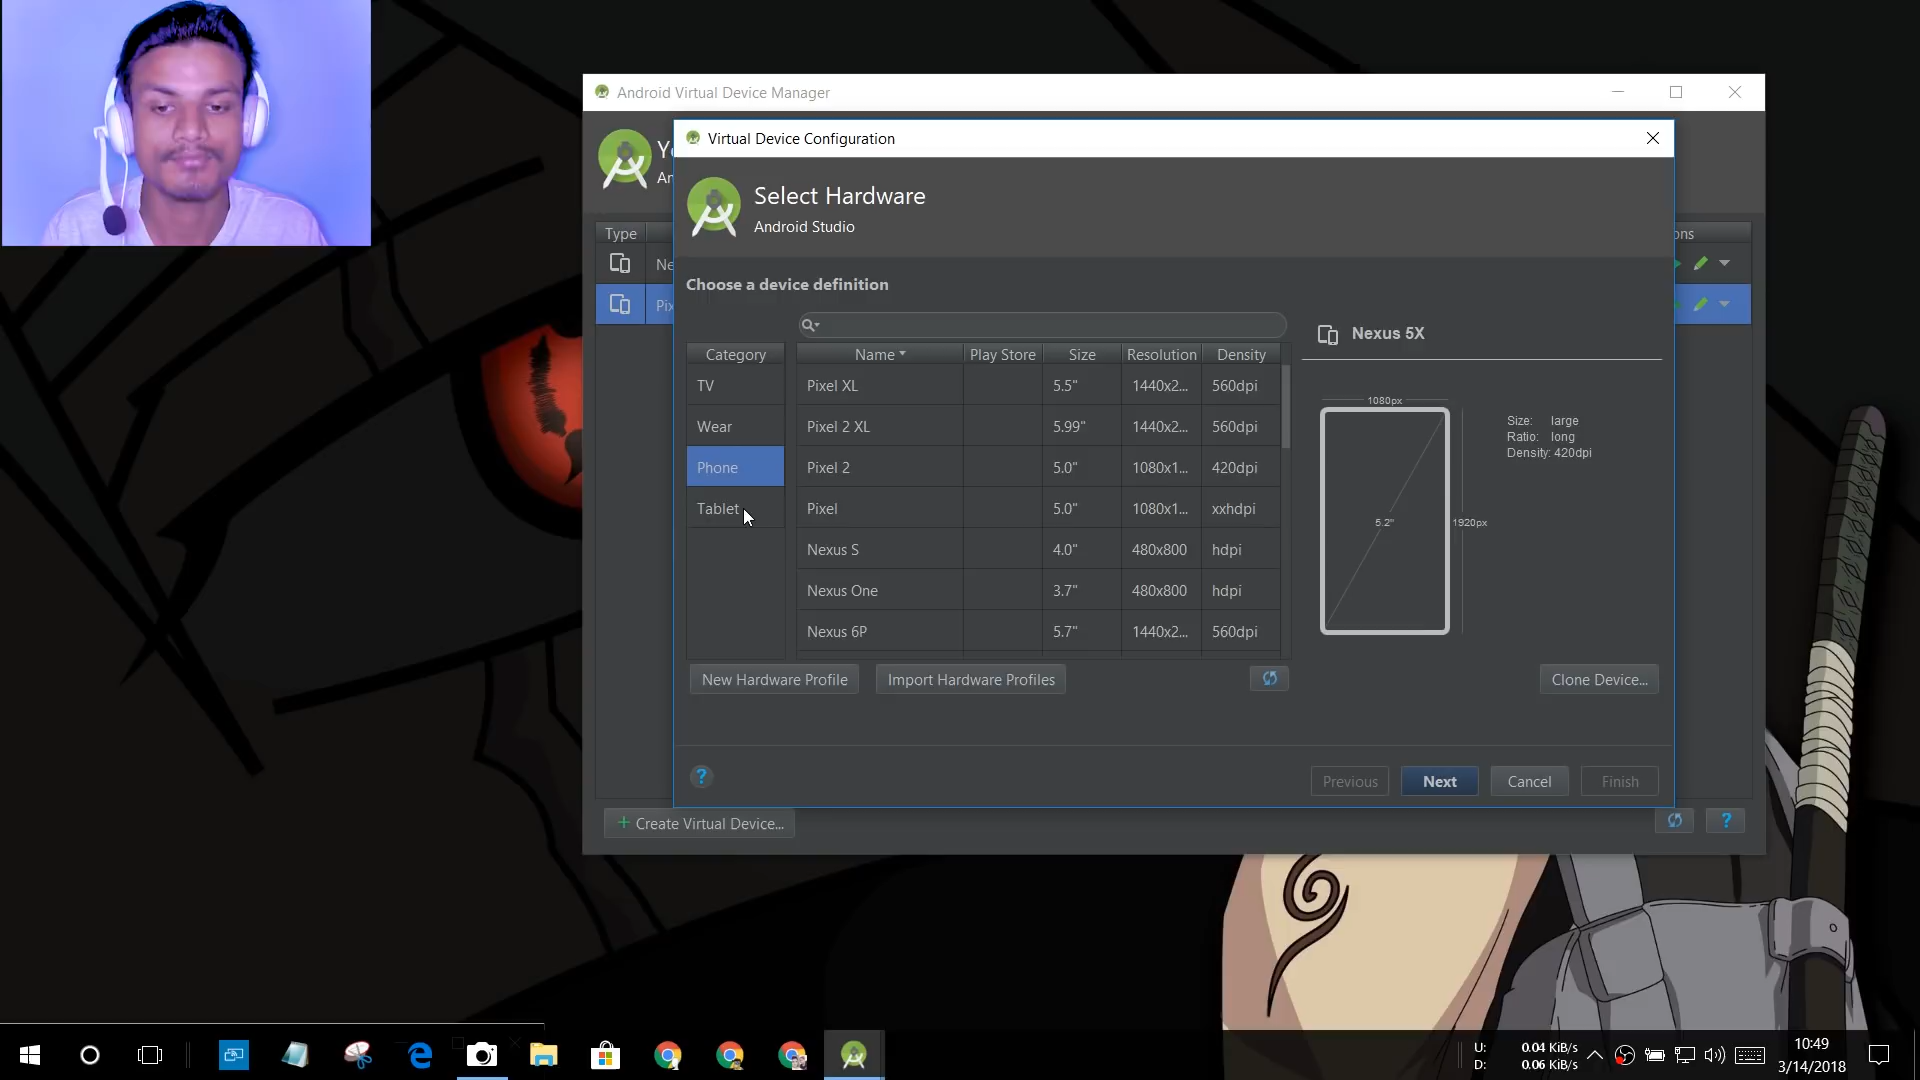 Android Virtual Device Manager
Virtual Device Configuration
Select Hardware
Android Studio
Type
Choose a device definition
Category
TV
Wear
Phone
Tablet
Name Play Store Size Resolution Density
Pixel XL 5.5" 1440x2... 560dpi
Pixel 2 XL 5.99" 1440x2... 560dpi
Pixel 2 5.0" 1080x1... 420dpi
Pixel 5.0" 1080x1... xxhdpi
Nexus S 4.0" 480x800 hdpi
Nexus One 3.7" 480x800 hdpi
Nexus 6P 5.7" 1440x2... 560dpi
Nexus 5X
1080px
5.2"
1920px
Size: large
Ratio: long
Density: 420dpi
New Hardware Profile
Import Hardware Profiles
Clone Device...
?
Previous
Next
Cancel
Finish
+ Create Virtual Device...
?
U: 0.04 KiB/s
D: 0.06 KiB/s
10:49
3/14/2018